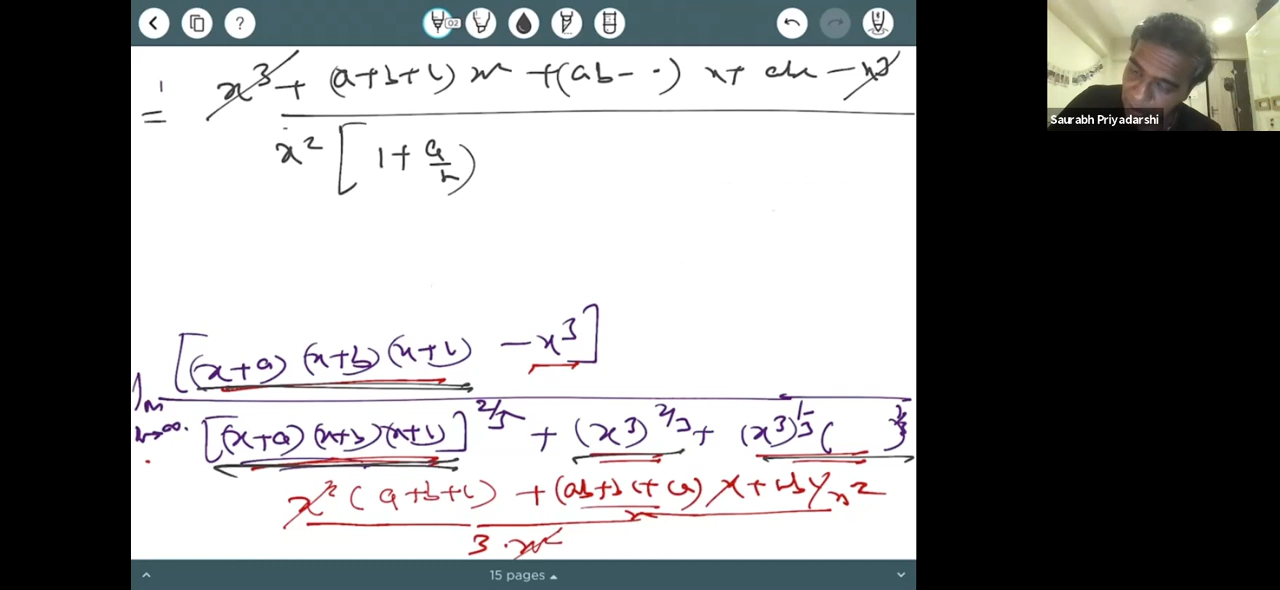 02
Saurabh Priyadarshi
= x³ + (a+b+c) x² + (ab - ..) x + abc - x³
x² [ 1 + a/x )
[(x+a) (x+b) (x+c) - x³]
lim x→∞
[(x+a)(x+b)(x+c)]^2/3 + (x³)^2/3 + (x³)^1/3 (
x² (a+b+c) + (ab+bc+ca) x +
3 · x²
15 pages